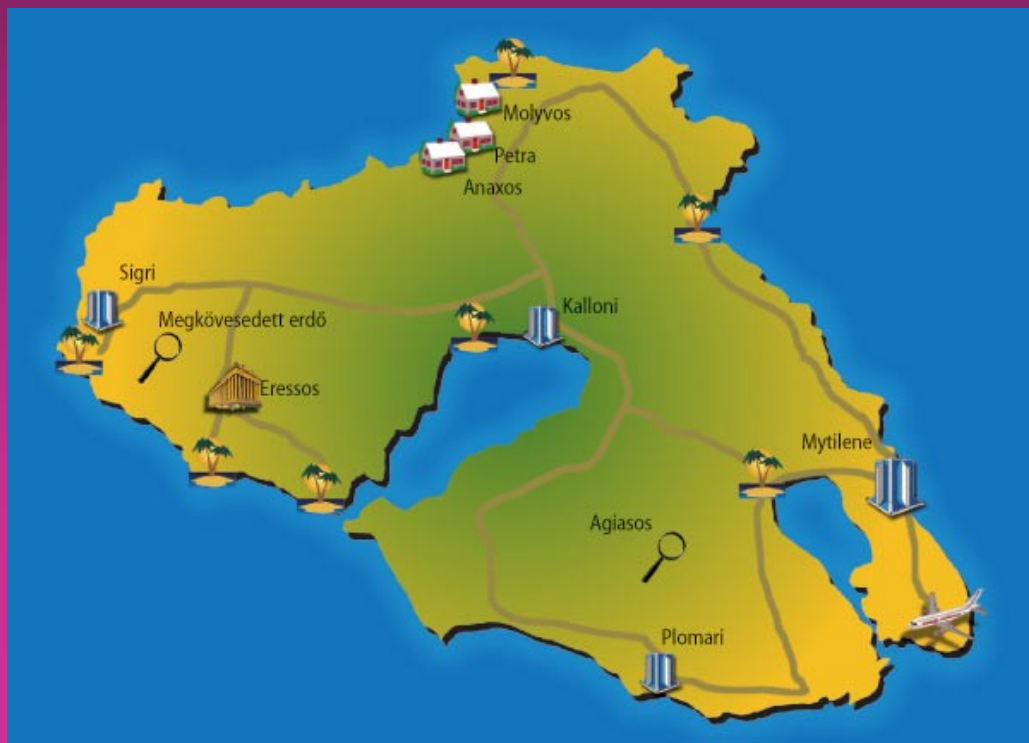 Molyvos
Petra
Anaxos
Sigri
Kalloni
Megkövesedett erdő
Eressos
Mytilene
Agiasos
Plomari